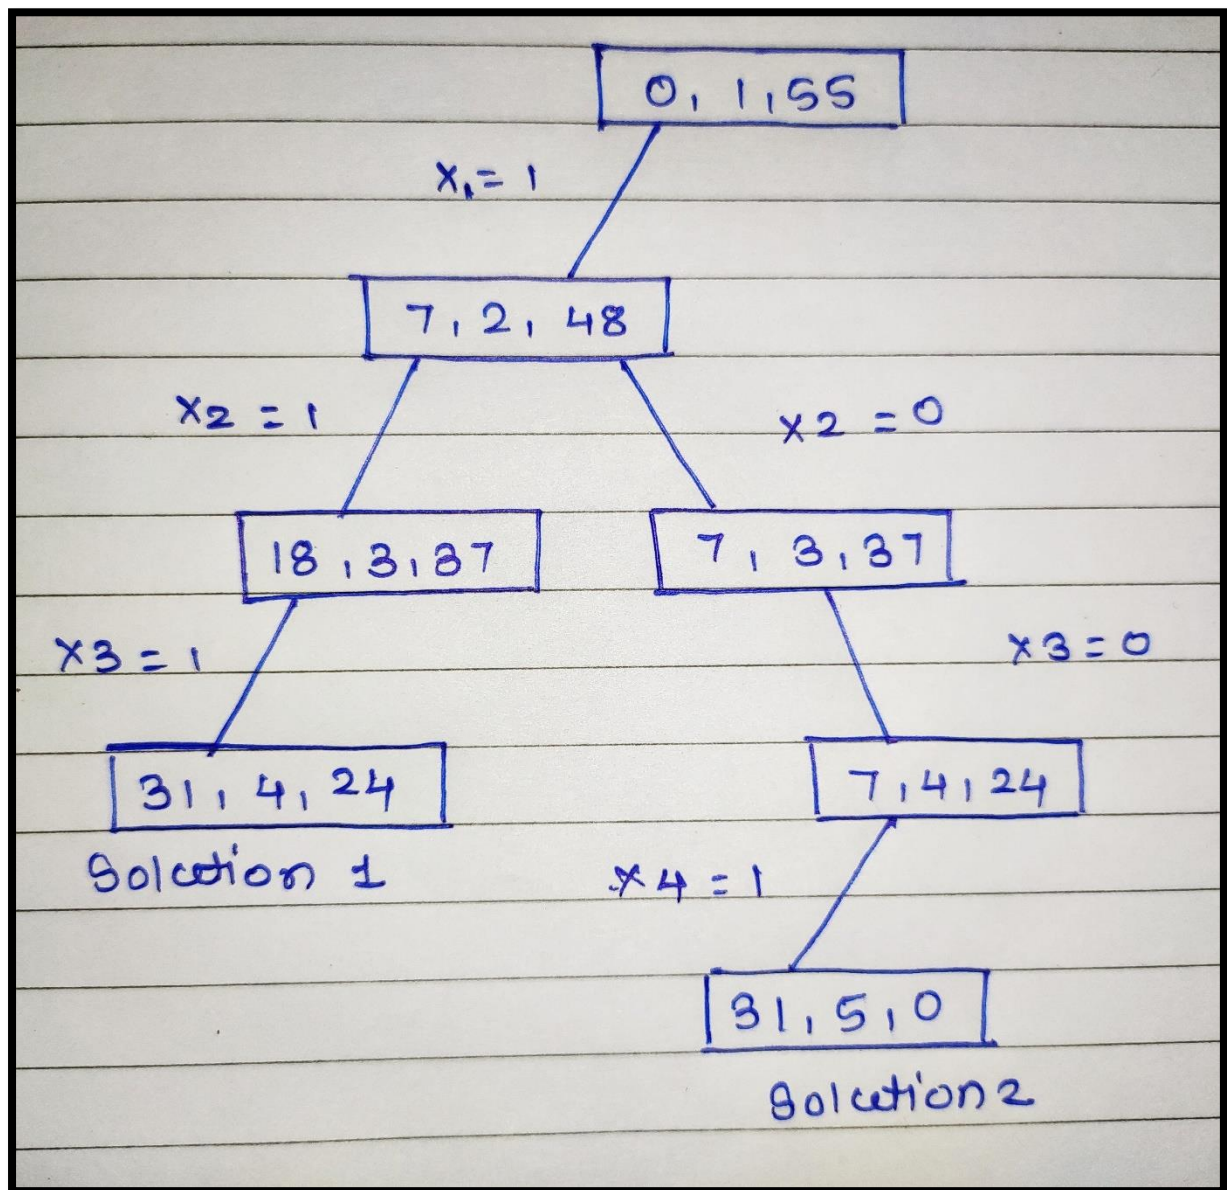 0, 1, 55
x1 = 1
7, 2, 48
x2 = 1
x2 = 0
18, 3, 37
7, 3, 37
x3 = 1
x3 = 0
31, 4, 24
7, 4, 24
Solution 1
x4 = 1
31, 5, 0
Solution 2